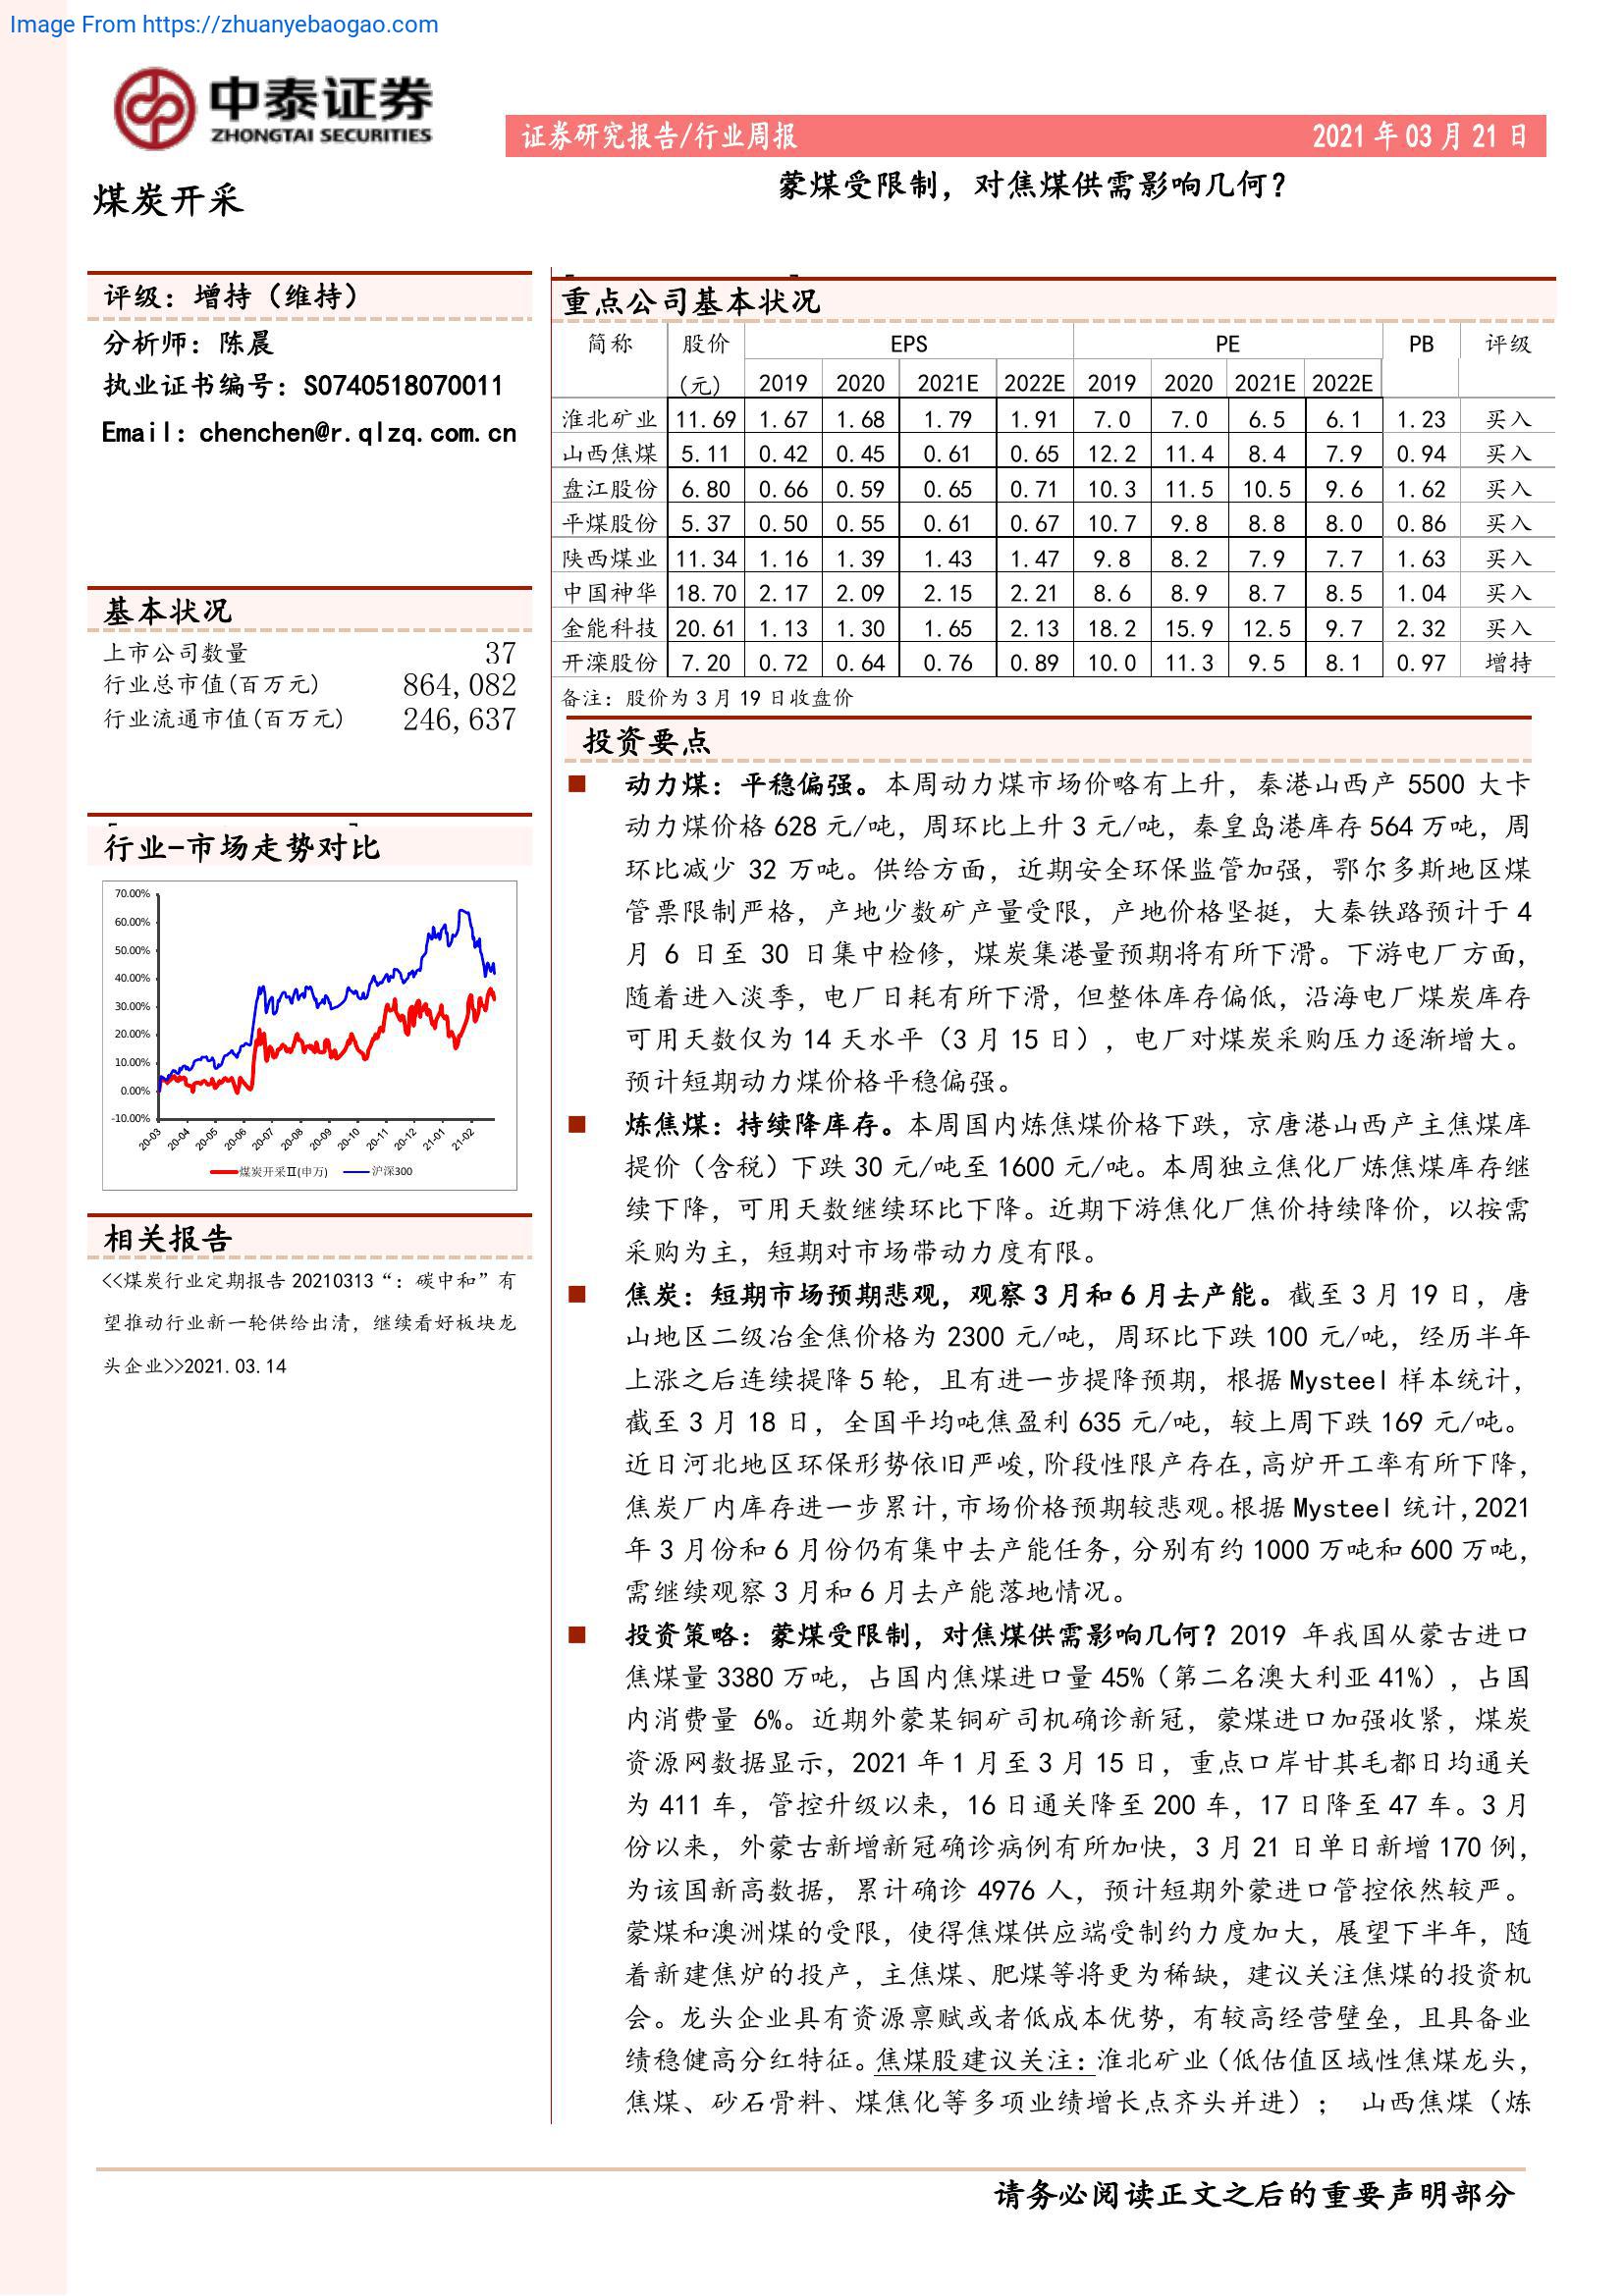 Image From https://zhuanyebaogao.com
中泰证券
ZHONGTAI SECURITIES
证券研究报告/行业周报 2021 年 03 月 21 日
煤炭开采
蒙煤受限制，对焦煤供需影响几何？
评级：增持（维持）
分析师：陈晨
执业证书编号：S0740518070011
Email：chenchen@r.qlzq.com.cn
基本状况
上市公司数量 37
行业总市值(百万元) 864,082
行业流通市值(百万元) 246,637
行业-市场走势对比
70.00%
60.00%
50.00%
40.00%
30.00%
20.00%
10.00%
0.00%
-10.00%
20-03 20-04 20-05 20-06 20-07 20-08 20-09 20-10 20-11 20-12 21-01 21-02
煤炭开采Ⅱ(申万) 沪深300
相关报告
<<煤炭行业定期报告 20210313“：碳中和”有
望推动行业新一轮供给出清，继续看好板块龙
头企业>>2021.03.14
重点公司基本状况
简称 股价 EPS PE PB 评级
(元) 2019 2020 2021E 2022E 2019 2020 2021E 2022E
淮北矿业 11.69 1.67 1.68 1.79 1.91 7.0 7.0 6.5 6.1 1.23 买入
山西焦煤 5.11 0.42 0.45 0.61 0.65 12.2 11.4 8.4 7.9 0.94 买入
盘江股份 6.80 0.66 0.59 0.65 0.71 10.3 11.5 10.5 9.6 1.62 买入
平煤股份 5.37 0.50 0.55 0.61 0.67 10.7 9.8 8.8 8.0 0.86 买入
陕西煤业 11.34 1.16 1.39 1.43 1.47 9.8 8.2 7.9 7.7 1.63 买入
中国神华 18.70 2.17 2.09 2.15 2.21 8.6 8.9 8.7 8.5 1.04 买入
金能科技 20.61 1.13 1.30 1.65 2.13 18.2 15.9 12.5 9.7 2.32 买入
开滦股份 7.20 0.72 0.64 0.76 0.89 10.0 11.3 9.5 8.1 0.97 增持
备注：股价为 3 月 19 日收盘价
投资要点
■ 动力煤：平稳偏强。本周动力煤市场价略有上升，秦港山西产 5500 大卡
动力煤价格 628 元/吨，周环比上升 3 元/吨，秦皇岛港库存 564 万吨，周
环比减少 32 万吨。供给方面，近期安全环保监管加强，鄂尔多斯地区煤
管票限制严格，产地少数矿产量受限，产地价格坚挺，大秦铁路预计于 4
月 6 日至 30 日集中检修，煤炭集港量预期将有所下滑。下游电厂方面，
随着进入淡季，电厂日耗有所下滑，但整体库存偏低，沿海电厂煤炭库存
可用天数仅为 14 天水平（3 月 15 日），电厂对煤炭采购压力逐渐增大。
预计短期动力煤价格平稳偏强。
■ 炼焦煤：持续降库存。本周国内炼焦煤价格下跌，京唐港山西产主焦煤库
提价（含税）下跌 30 元/吨至 1600 元/吨。本周独立焦化厂炼焦煤库存继
续下降，可用天数继续环比下降。近期下游焦化厂焦价持续降价，以按需
采购为主，短期对市场带动力度有限。
■ 焦炭：短期市场预期悲观，观察 3 月和 6 月去产能。截至 3 月 19 日，唐
山地区二级冶金焦价格为 2300 元/吨，周环比下跌 100 元/吨，经历半年
上涨之后连续提降 5 轮，且有进一步提降预期，根据 Mysteel 样本统计，
截至 3 月 18 日，全国平均吨焦盈利 635 元/吨，较上周下跌 169 元/吨。
近日河北地区环保形势依旧严峻，阶段性限产存在，高炉开工率有所下降，
焦炭厂内库存进一步累计，市场价格预期较悲观。根据 Mysteel 统计，2021
年 3 月份和 6 月份仍有集中去产能任务，分别有约 1000 万吨和 600 万吨，
需继续观察 3 月和 6 月去产能落地情况。
■ 投资策略：蒙煤受限制，对焦煤供需影响几何？2019 年我国从蒙古进口
焦煤量 3380 万吨，占国内焦煤进口量 45%（第二名澳大利亚 41%），占国
内消费量 6%。近期外蒙某铜矿司机确诊新冠，蒙煤进口加强收紧，煤炭
资源网数据显示，2021 年 1 月至 3 月 15 日，重点口岸甘其毛都日均通关
为 411 车，管控升级以来，16 日通关降至 200 车，17 日降至 47 车。3 月
份以来，外蒙古新增新冠确诊病例有所加快，3 月 21 日单日新增 170 例，
为该国新高数据，累计确诊 4976 人，预计短期外蒙进口管控依然较严。
蒙煤和澳洲煤的受限，使得焦煤供应端受制约力度加大，展望下半年，随
着新建焦炉的投产，主焦煤、肥煤等将更为稀缺，建议关注焦煤的投资机
会。龙头企业具有资源禀赋或者低成本优势，有较高经营壁垒，且具备业
绩稳健高分红特征。焦煤股建议关注：淮北矿业（低估值区域性焦煤龙头，
焦煤、砂石骨料、煤焦化等多项业绩增长点齐头并进）； 山西焦煤（炼
请务必阅读正文之后的重要声明部分